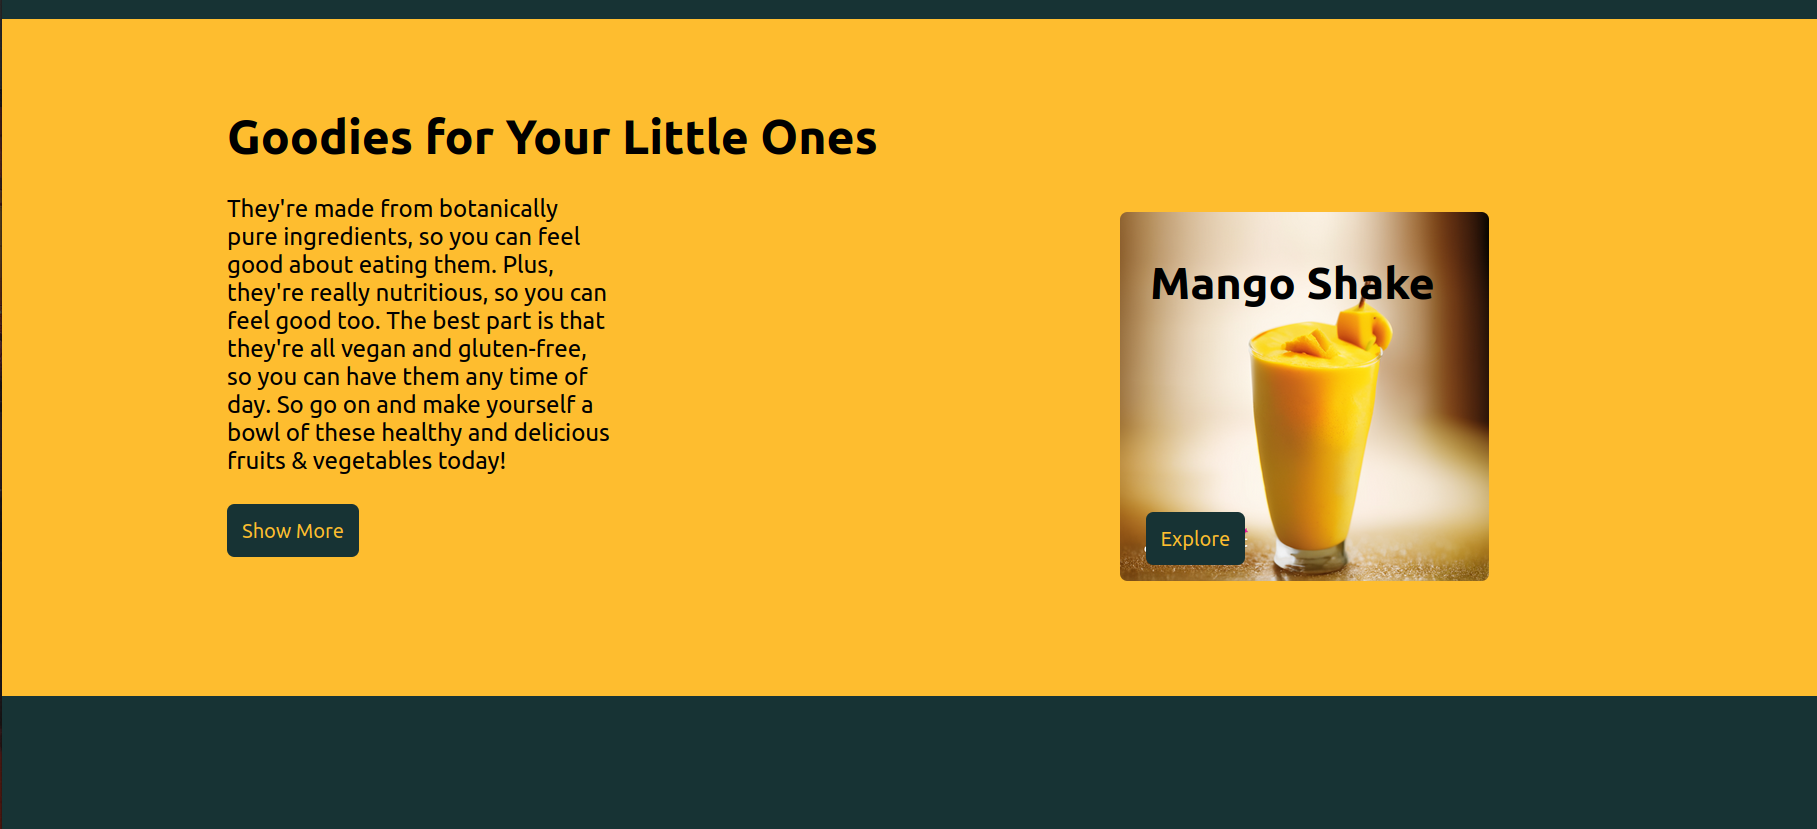 Goodies for Your Little Ones
They're made from botanically
pure ingredients, so you can feel
good about eating them. Plus,
they're really nutritious, so you can
feel good too. The best part is that
they're all vegan and gluten-free,
so you can have them any time of
day. So go on and make yourself a
bowl of these healthy and delicious
fruits & vegetables today!
Show More
Mango Shake
Explore